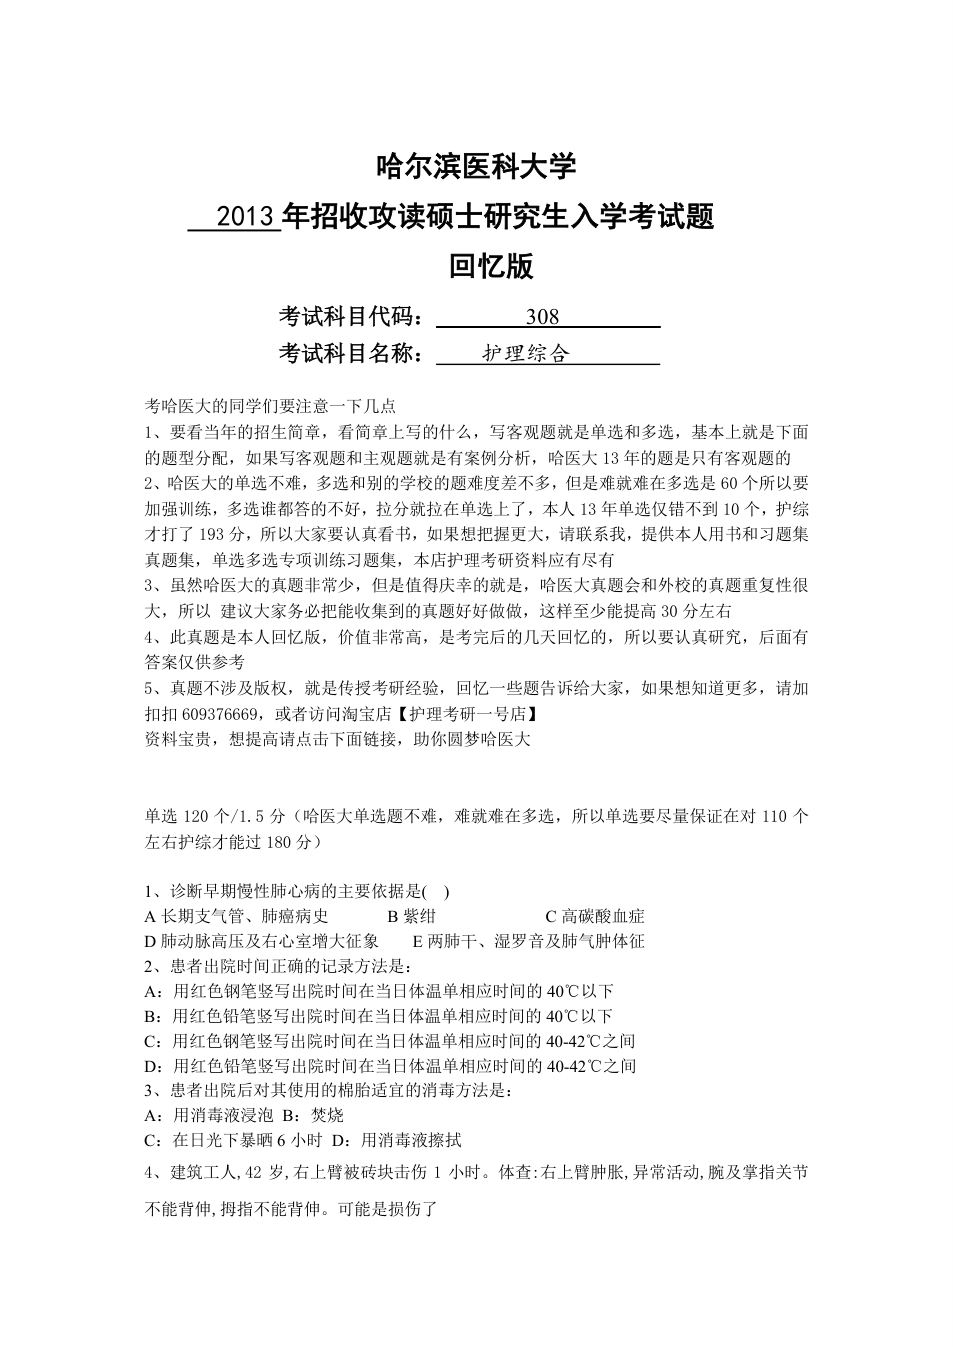 哈尔滨医科大学
2013 年招收攻读硕士研究生入学考试题
回忆版
考试科目代码： 308
考试科目名称： 护理综合
考哈医大的同学们要注意一下几点
1、要看当年的招生简章，看简章上写的什么，写客观题就是单选和多选，基本上就是下面
的题型分配，如果写客观题和主观题就是有案例分析，哈医大 13 年的题是只有客观题的
2、哈医大的单选不难，多选和别的学校的题难度差不多，但是难就难在多选是 60 个所以要
加强训练，多选谁都答的不好，拉分就拉在单选上了，本人 13 年单选仅错不到 10 个，护综
才打了 193 分，所以大家要认真看书，如果想把握更大，请联系我，提供本人用书和习题集
真题集，单选多选专项训练习题集，本店护理考研资料应有尽有
3、虽然哈医大的真题非常少，但是值得庆幸的就是，哈医大真题会和外校的真题重复性很
大，所以 建议大家务必把能收集到的真题好好做做，这样至少能提高 30 分左右
4、此真题是本人回忆版，价值非常高，是考完后的几天回忆的，所以要认真研究，后面有
答案仅供参考
5、真题不涉及版权，就是传授考研经验，回忆一些题告诉给大家，如果想知道更多，请加
扣扣 609376669，或者访问淘宝店【护理考研一号店】
资料宝贵，想提高请点击下面链接，助你圆梦哈医大
单选 120 个/1.5 分（哈医大单选题不难，难就难在多选，所以单选要尽量保证在对 110 个
左右护综才能过 180 分）
1、诊断早期慢性肺心病的主要依据是( )
A 长期支气管、肺癌病史 B 紫绀 C 高碳酸血症
D 肺动脉高压及右心室增大征象 E 两肺干、湿罗音及肺气肿体征
2、患者出院时间正确的记录方法是：
A：用红色钢笔竖写出院时间在当日体温单相应时间的 40℃以下
B：用红色铅笔竖写出院时间在当日体温单相应时间的 40℃以下
C：用红色钢笔竖写出院时间在当日体温单相应时间的 40-42℃之间
D：用红色铅笔竖写出院时间在当日体温单相应时间的 40-42℃之间
3、患者出院后对其使用的棉胎适宜的消毒方法是：
A：用消毒液浸泡 B：焚烧
C：在日光下暴晒 6 小时 D：用消毒液擦拭
4、建筑工人,42 岁,右上臂被砖块击伤 1 小时。体查:右上臂肿胀,异常活动,腕及掌指关节
不能背伸,拇指不能背伸。可能是损伤了